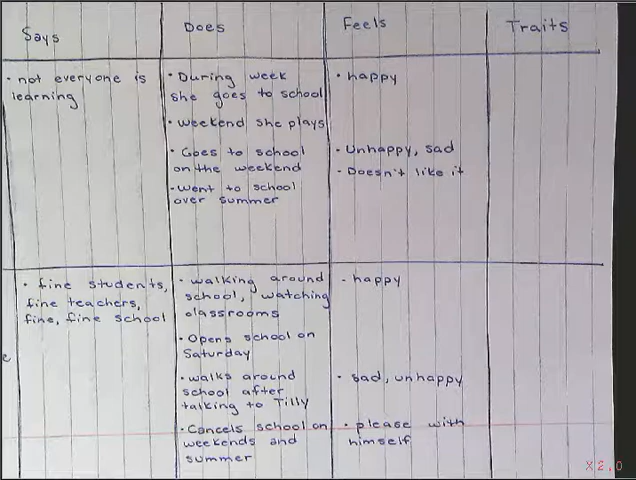 Says
Does
Feels
Traits
• not everyone is
learning
• During week
she goes to school
• weekend she plays
• Goes to school
on the weekend
• Went to school
over summer
• happy
• Unhappy, sad
• Doesn't like it
• fine students,
fine teachers,
fine, fine school
• walking around
school, watching
classrooms
• Opens school on
Saturday
• walks around
school after
talking to Tilly
• Cancels school on
weekends and
summer
• happy
• sad, unhappy
• please with
himself
e
X2.0